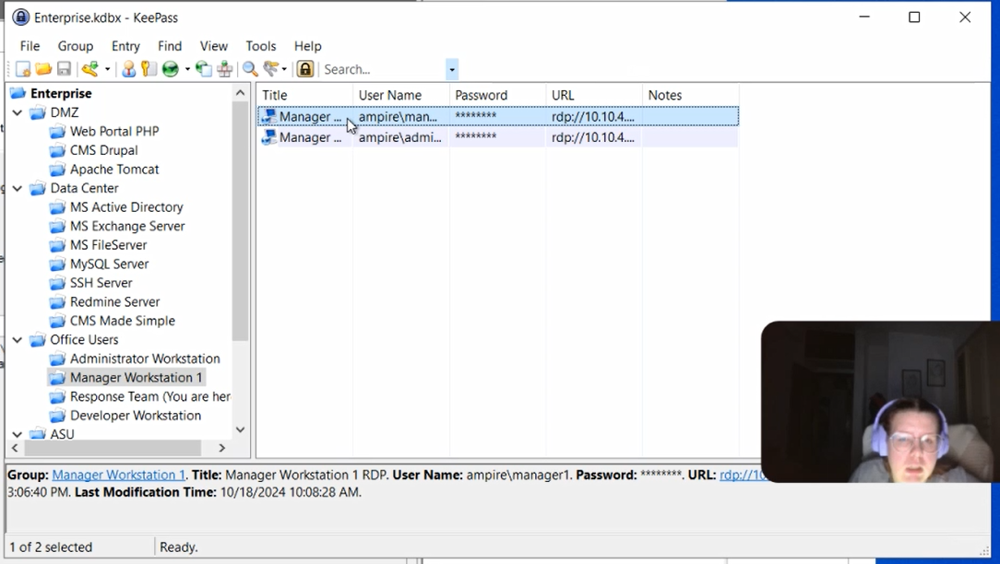 Enterprise.kdbx - KeePass
File Group Entry Find View Tools Help
Search...
Enterprise
DMZ
Web Portal PHP
CMS Drupal
Apache Tomcat
Data Center
MS Active Directory
MS Exchange Server
MS FileServer
MySQL Server
SSH Server
Redmine Server
CMS Made Simple
Office Users
Administrator Workstation
Manager Workstation 1
Response Team (You are her
Developer Workstation
ASU
Title User Name Password URL Notes
Manager ... ampire\man... ******** rdp://10.10.4....
Manager ... ampire\admi... ******** rdp://10.10.4....
Group: Manager Workstation 1. Title: Manager Workstation 1 RDP. User Name: ampire\manager1. Password: ********. URL: rdp://10
3:06:40 PM. Last Modification Time: 10/18/2024 10:08:28 AM.
1 of 2 selected Ready.